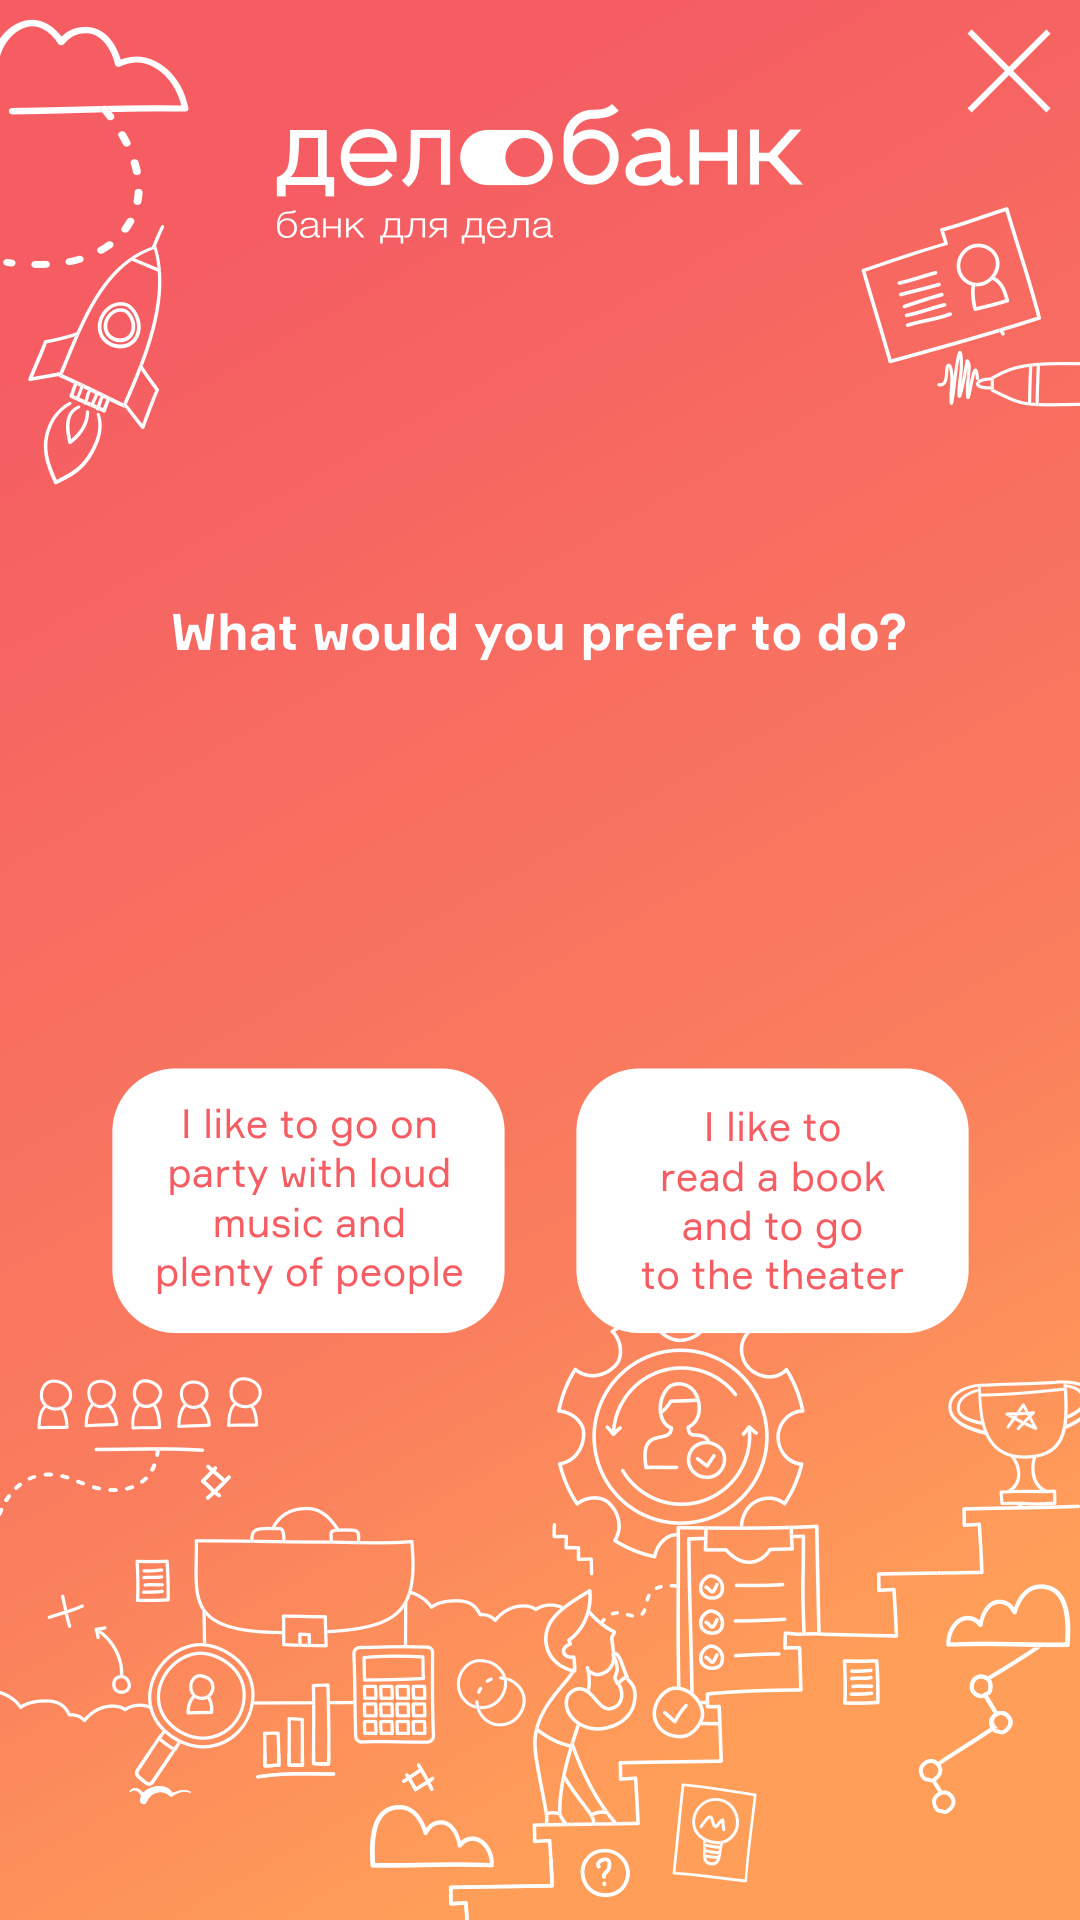 делобанк
банк для дела
What would you prefer to do?
I like to go on
party with loud
music and
plenty of people
I like to
read a book
and to go
to the theater
?